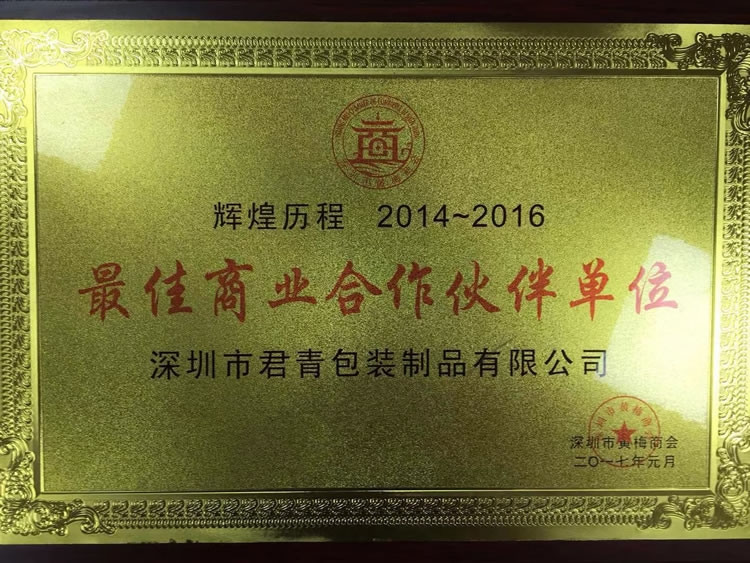 商
辉煌历程 2014~2016
最佳商业合作伙伴单位
深圳市君青包装制品有限公司
深圳市黄梅商会
二〇一七年元月